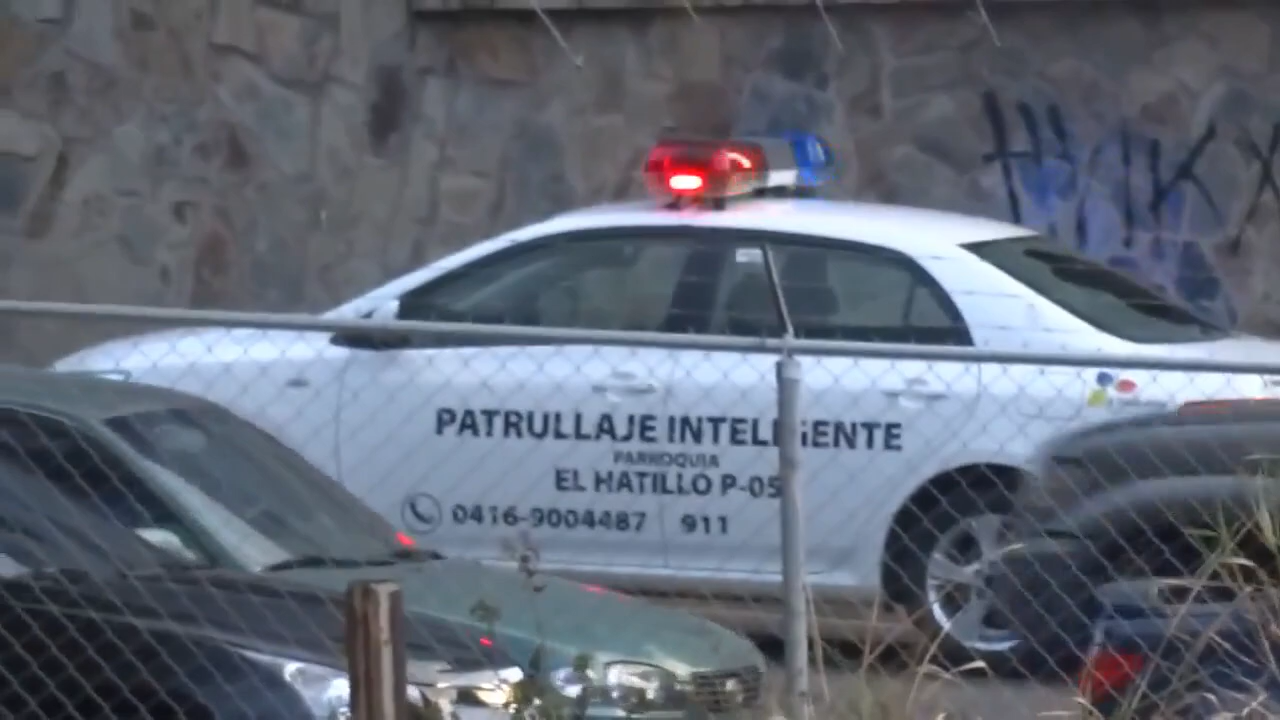 PATRULLAJE INTELIGENTE
PARROQUIA
EL HATILLO P-05
0416-9004487 911